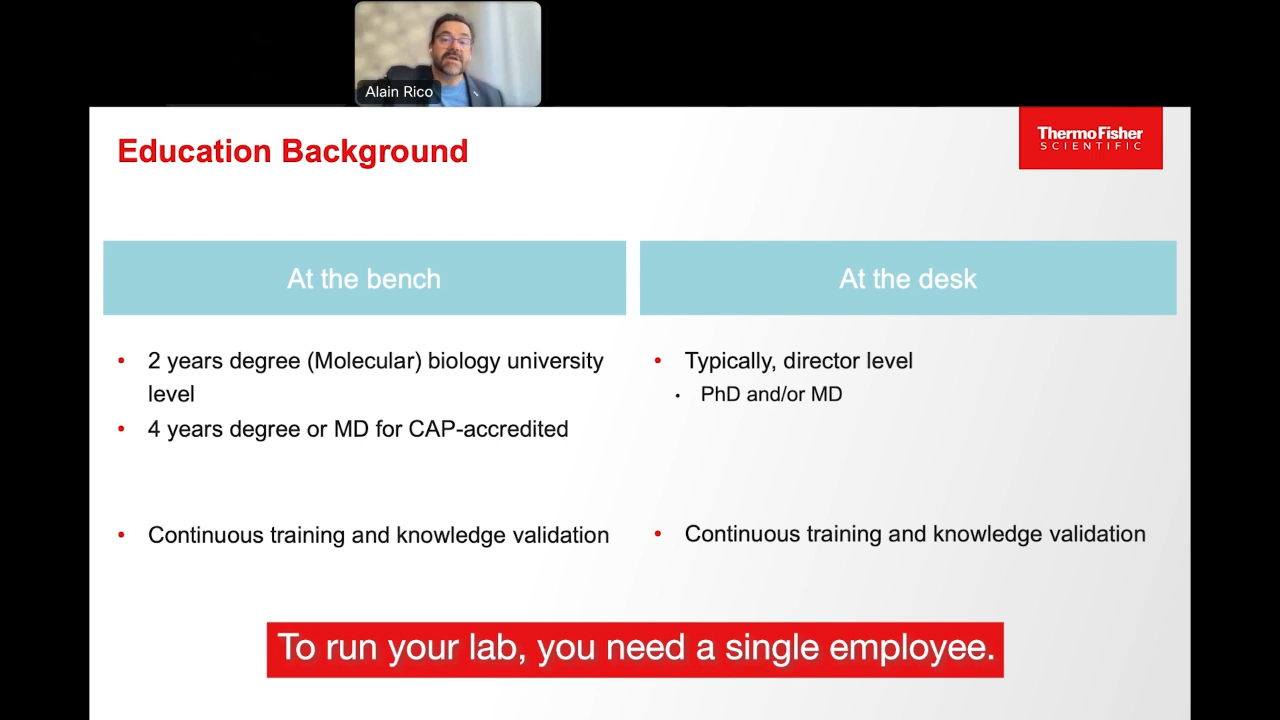 Alain Rico
Education Background
ThermoFisher
SCIENTIFIC
At the bench
At the desk
• 2 years degree (Molecular) biology university
level
• 4 years degree or MD for CAP-accredited
• Continuous training and knowledge validation
• Typically, director level
• PhD and/or MD
• Continuous training and knowledge validation
To run your lab, you need a single employee.